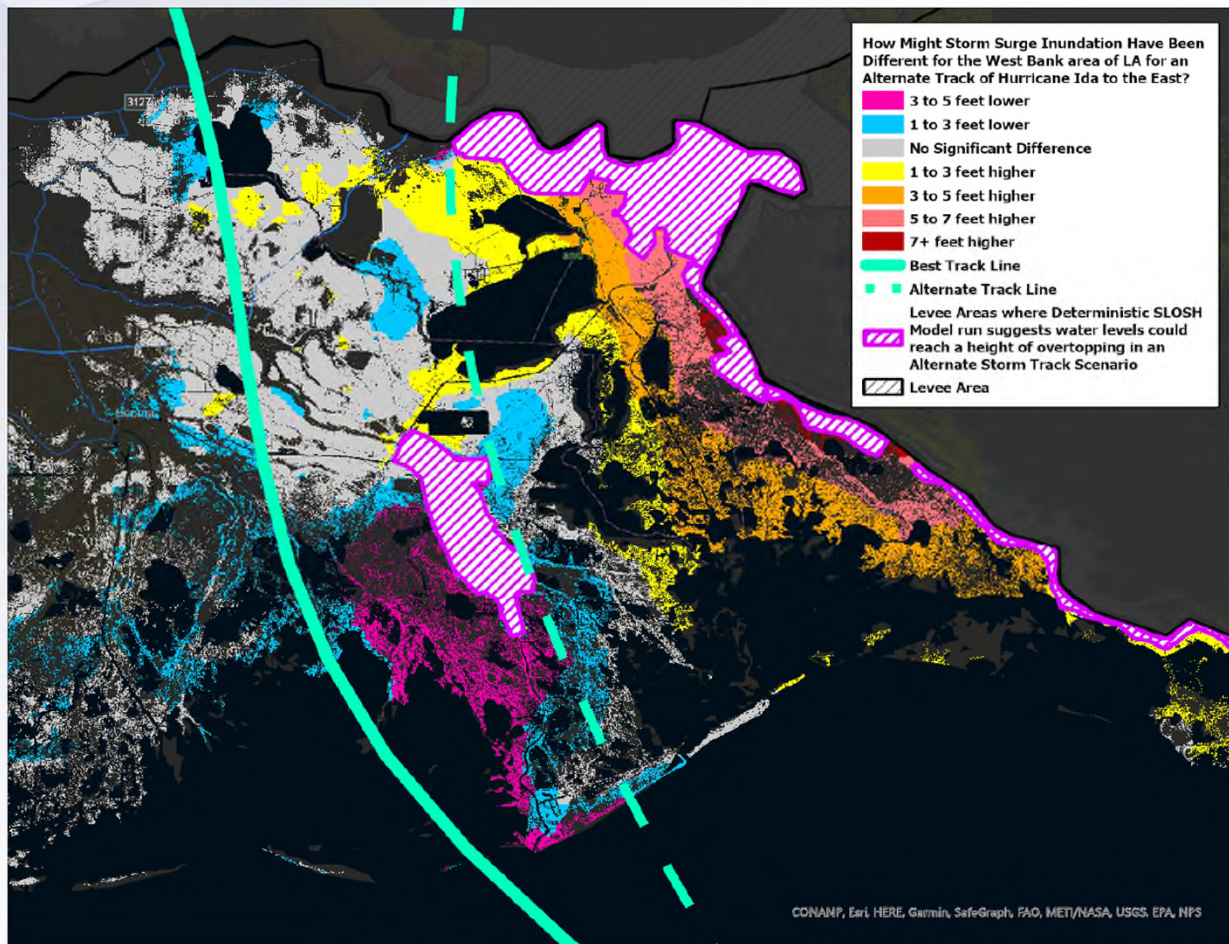 How Might Storm Surge Inundation Have Been
Different for the West Bank area of LA for an
Alternate Track of Hurricane Ida to the East?
3 to 5 feet lower
1 to 3 feet lower
No Significant Difference
1 to 3 feet higher
3 to 5 feet higher
5 to 7 feet higher
7+ feet higher
Best Track Line
Alternate Track Line
Levee Areas where Deterministic SLOSH
Model run suggests water levels could
reach a height of overtopping in an
Alternate Storm Track Scenario
Levee Area
3127
CONANP, Esri, HERE, Garmin, SafeGraph, FAO, METI/NASA, USGS, EPA, NPS